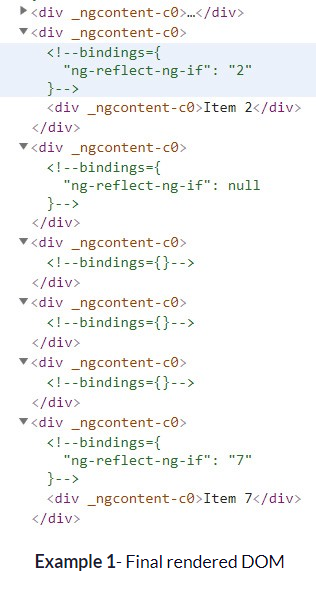 ▶<div _ngcontent-c0>…</div>
▼<div _ngcontent-c0>
<!--bindings={
"ng-reflect-ng-if": "2"
}-->
<div _ngcontent-c0>Item 2</div>
</div>
▼<div _ngcontent-c0>
<!--bindings={
"ng-reflect-ng-if": null
}-->
</div>
▼<div _ngcontent-c0>
<!--bindings={}-->
</div>
▼<div _ngcontent-c0>
<!--bindings={}-->
</div>
▼<div _ngcontent-c0>
<!--bindings={}-->
</div>
▼<div _ngcontent-c0>
<!--bindings={
"ng-reflect-ng-if": "7"
}-->
<div _ngcontent-c0>Item 7</div>
</div>
Example 1- Final rendered DOM